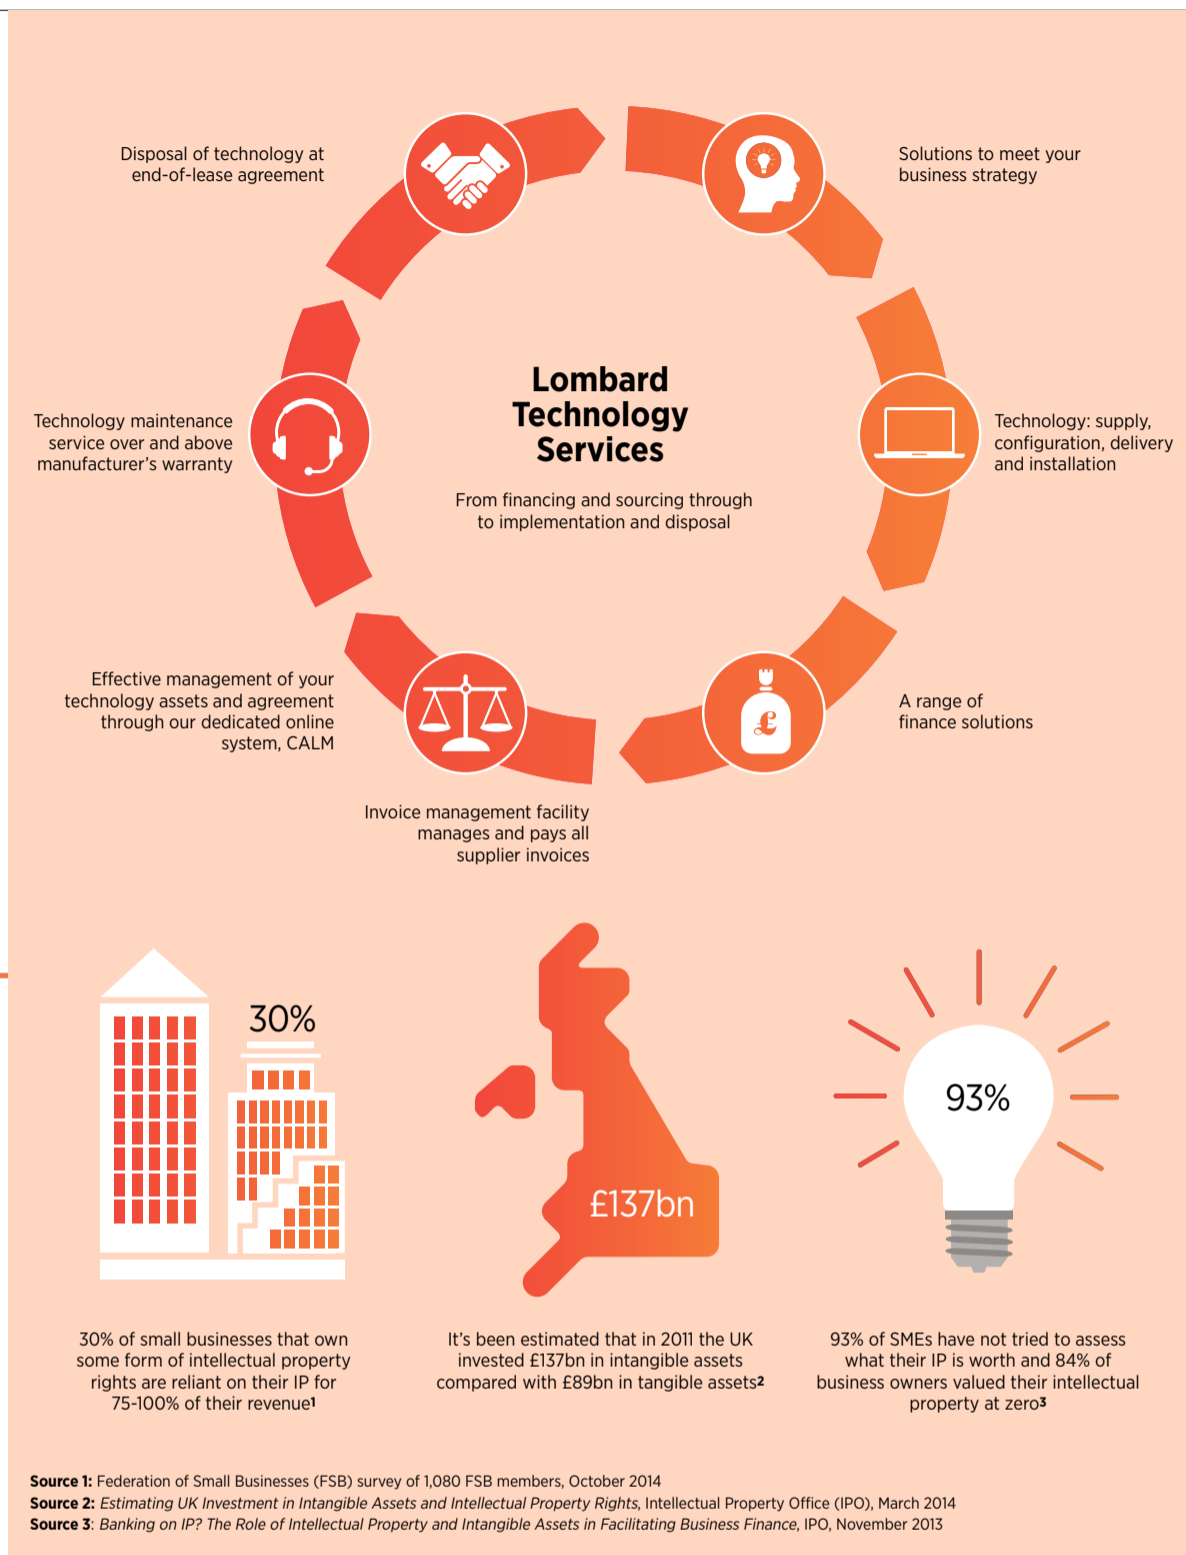 Disposal of technology at
end-of-lease agreement
Solutions to meet your
business strategy
Lombard
Technology
Services
From financing and sourcing through
to implementation and disposal
Technology maintenance
service over and above
manufacturer's warranty
Technology: supply,
configuration, delivery
and installation
Effective management of your
technology assets and agreement
through our dedicated online
system, CALM
£
A range of
finance solutions
Invoice management facility
manages and pays all
supplier invoices
30%
£137bn
93%
30% of small businesses that own
some form of intellectual property
rights are reliant on their IP for
75-100% of their revenue1
It's been estimated that in 2011 the UK
invested £137bn in intangible assets
compared with £89bn in tangible assets2
93% of SMEs have not tried to assess
what their IP is worth and 84% of
business owners valued their intellectual
property at zero3
Source 1: Federation of Small Businesses (FSB) survey of 1,080 FSB members, October 2014
Source 2: Estimating UK Investment in Intangible Assets and Intellectual Property Rights, Intellectual Property Office (IPO), March 2014
Source 3: Banking on IP? The Role of Intellectual Property and Intangible Assets in Facilitating Business Finance, IPO, November 2013